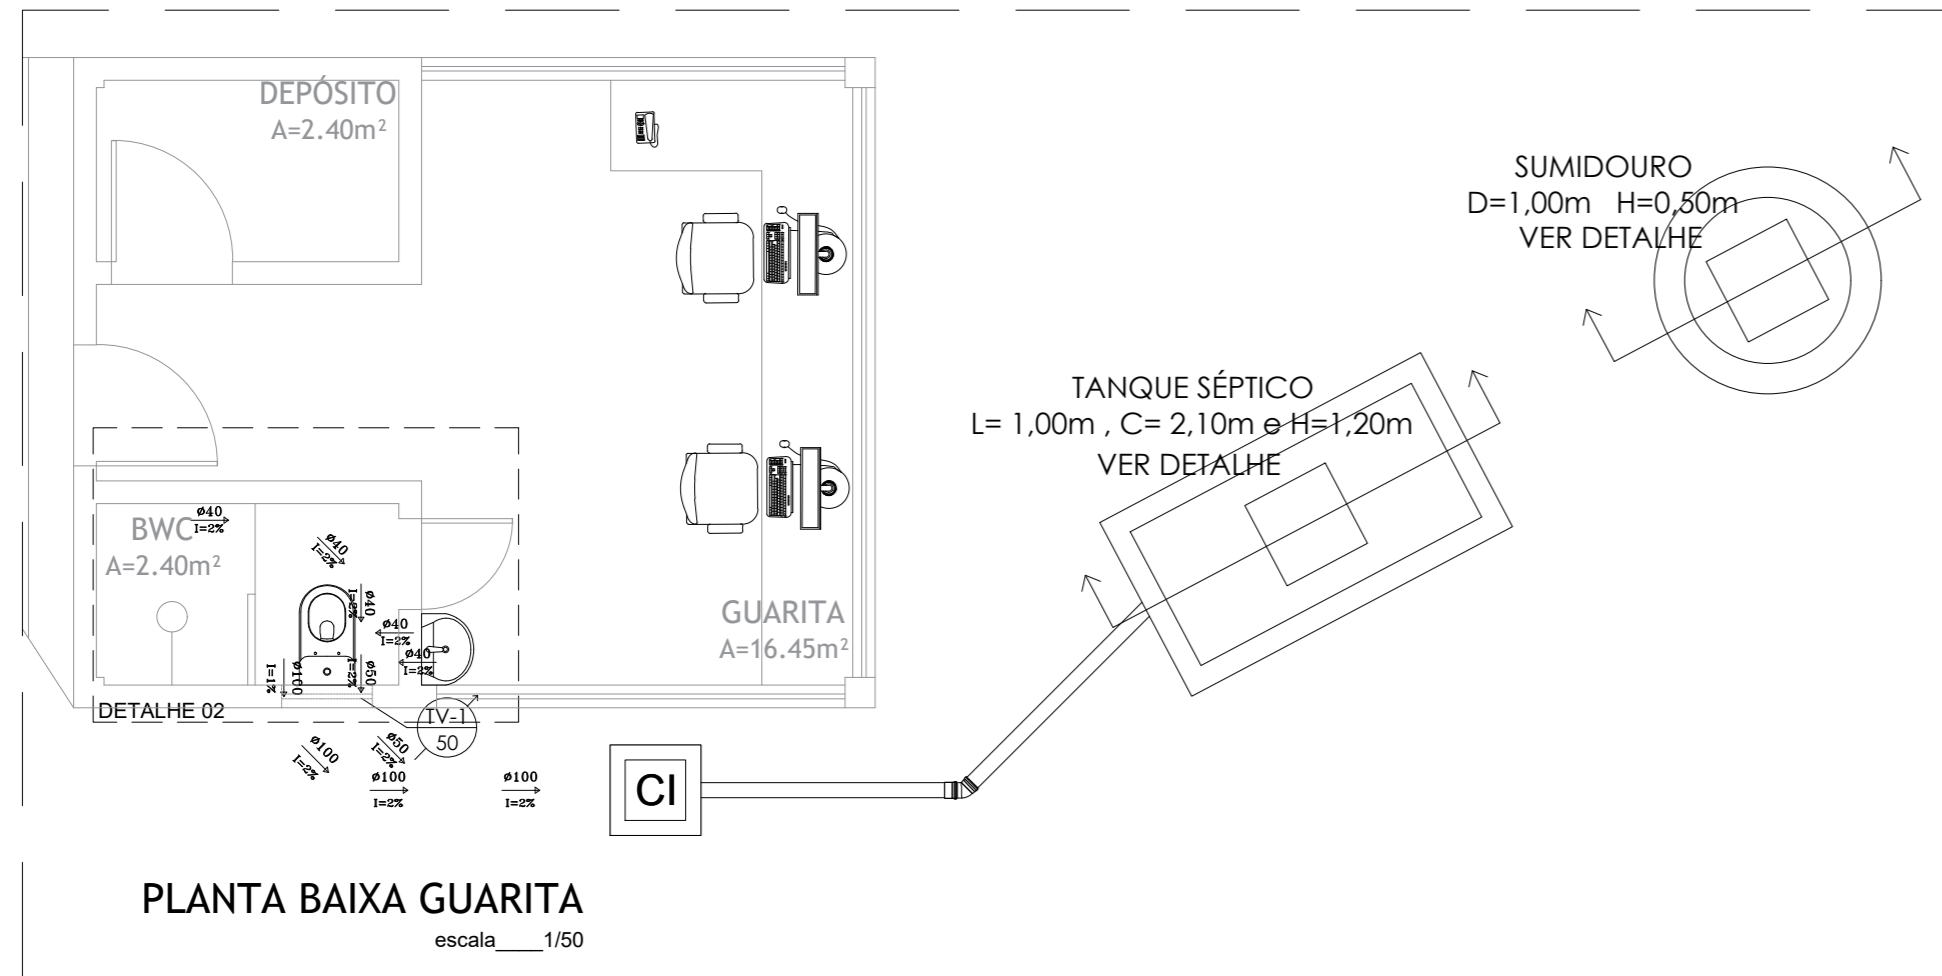 DEPÓSITO
A=2.40m²
SUMIDOURO
D=1,00m H=0,50m
VER DETALHE
TANQUE SÉPTICO
L= 1,00m , C= 2,10m e H=1,20m
VER DETALHE
BWC
A=2.40m²
ø40
I=2%
ø40
I=2%
ø40
I=2%
ø40
I=2%
ø40
I=2%
GUARITA
A=16.45m²
ø100
I=1%
ø50
I=2%
DETALHE 02
TV-1
50
ø100
I=2%
ø50
I=2%
ø100
I=2%
ø100
I=2%
CI
PLANTA BAIXA GUARITA
escala____1/50